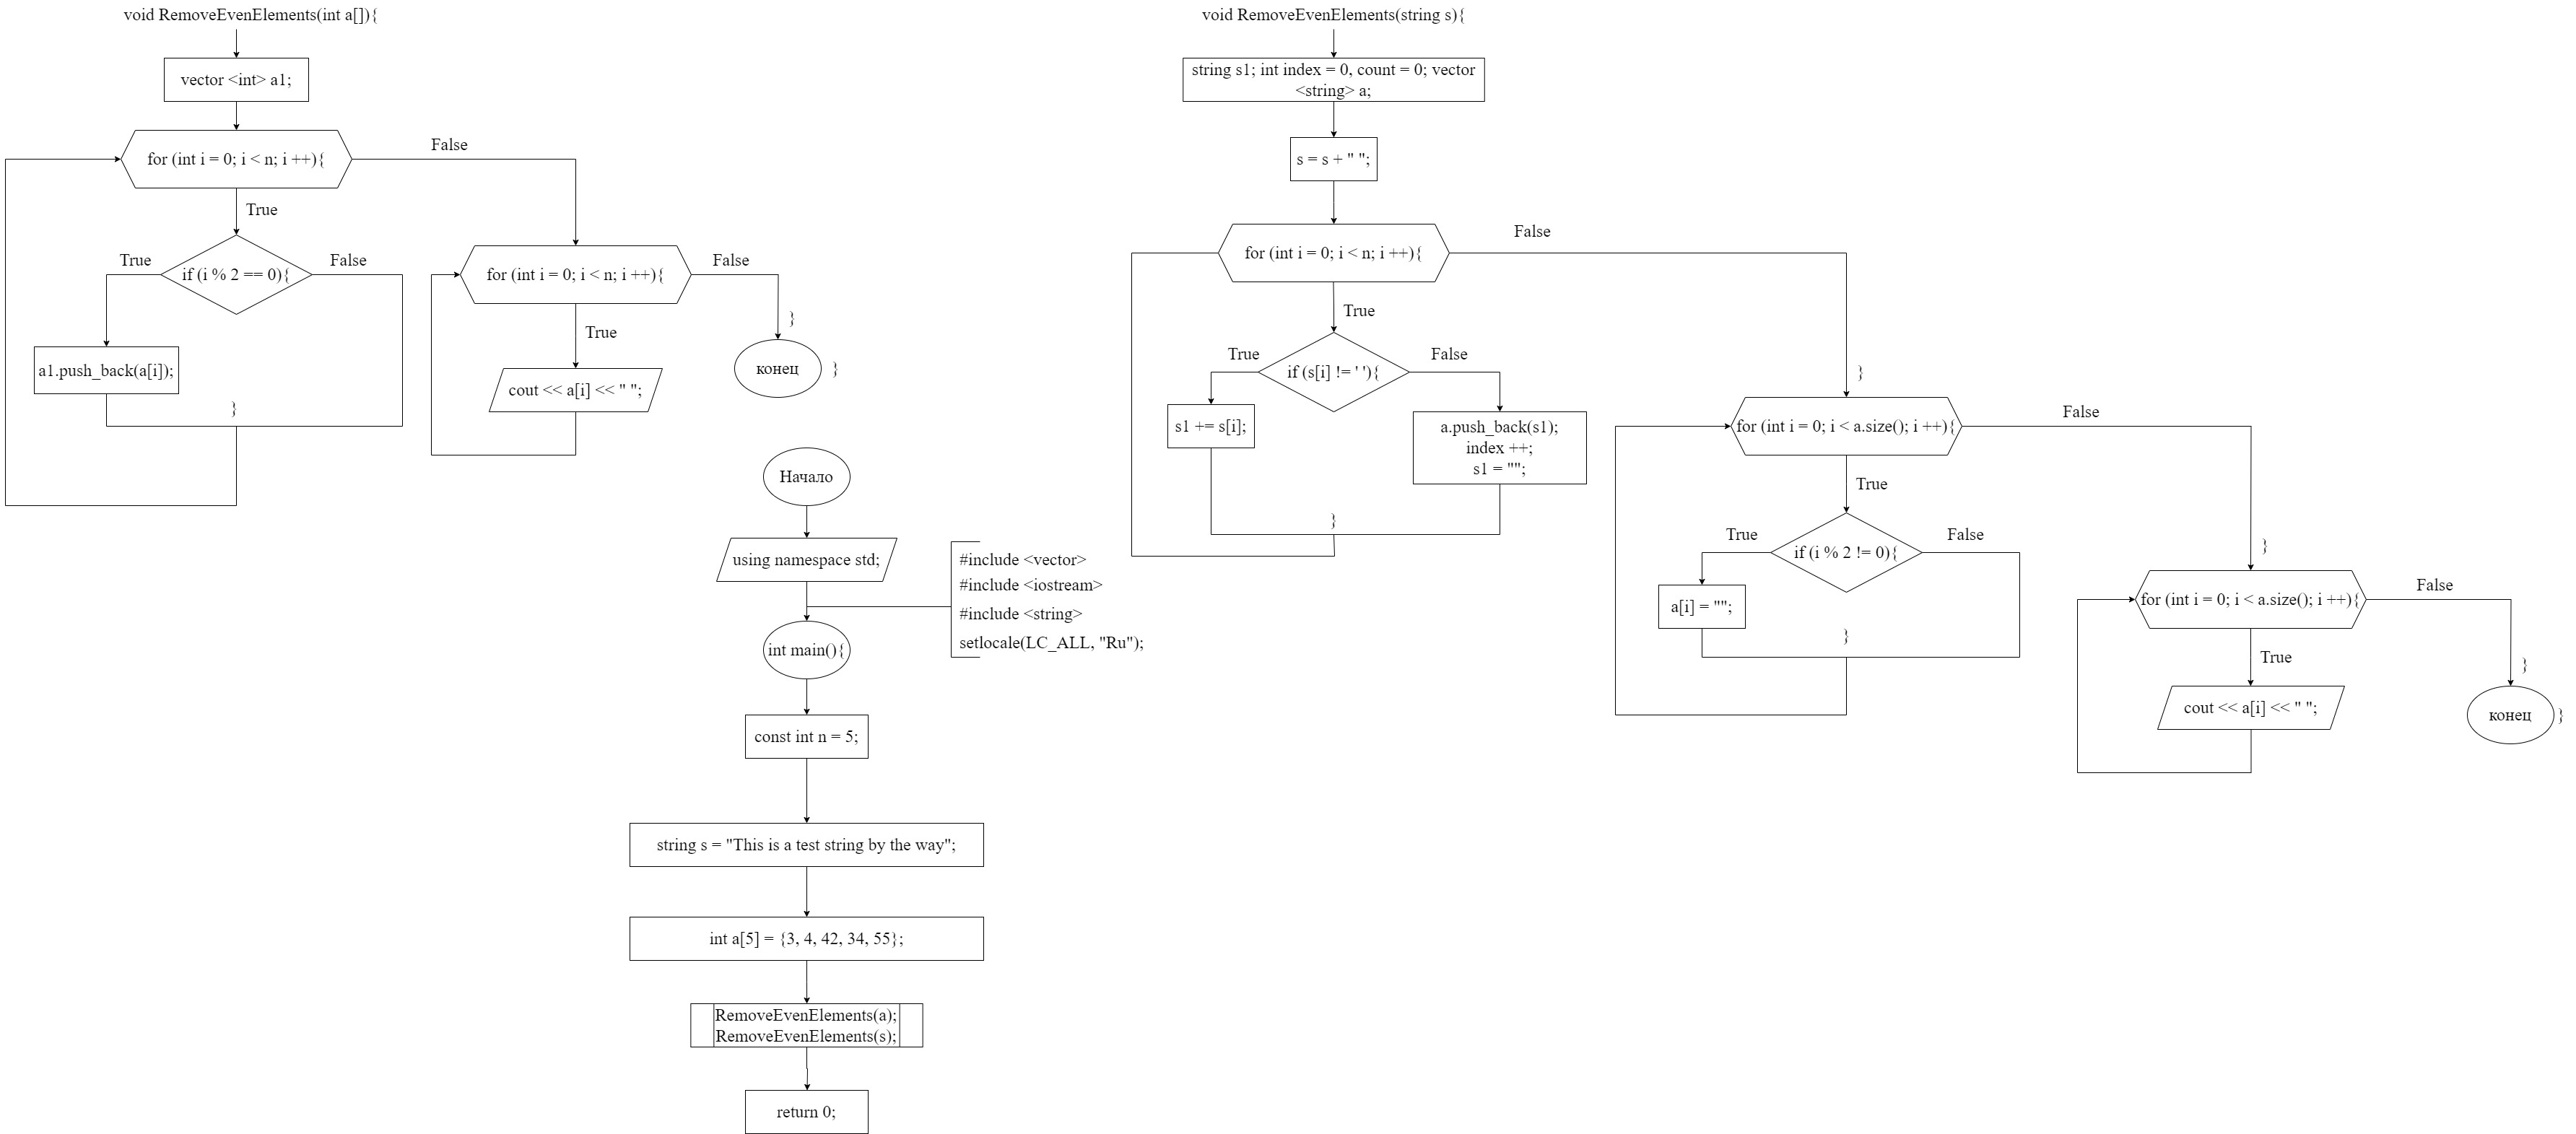 void RemoveEvenElements(int a[]){
vector <int> a1;
for (int i = 0; i < n; i ++){
False
True
if (i % 2 == 0){
True
False
a1.push_back(a[i]);
}
for (int i = 0; i < n; i ++){
False
True
cout << a[i] << " ";
}
конец
}
Начало
using namespace std;
#include <vector>
#include <iostream>
#include <string>
setlocale(LC_ALL, "Ru");
int main(){
const int n = 5;
string s = "This is a test string by the way";
int a[5] = {3, 4, 42, 34, 55};
RemoveEvenElements(a);
RemoveEvenElements(s);
return 0;
void RemoveEvenElements(string s){
string s1; int index = 0, count = 0; vector
<string> a;
s = s + " ";
for (int i = 0; i < n; i ++){
False
True
if (s[i] != ' '){
True
False
s1 += s[i];
a.push_back(s1);
index ++;
s1 = "";
}
}
for (int i = 0; i < a.size(); i ++){
False
True
if (i % 2 != 0){
True
False
a[i] = "";
}
}
for (int i = 0; i < a.size(); i ++){
False
True
cout << a[i] << " ";
}
конец
}